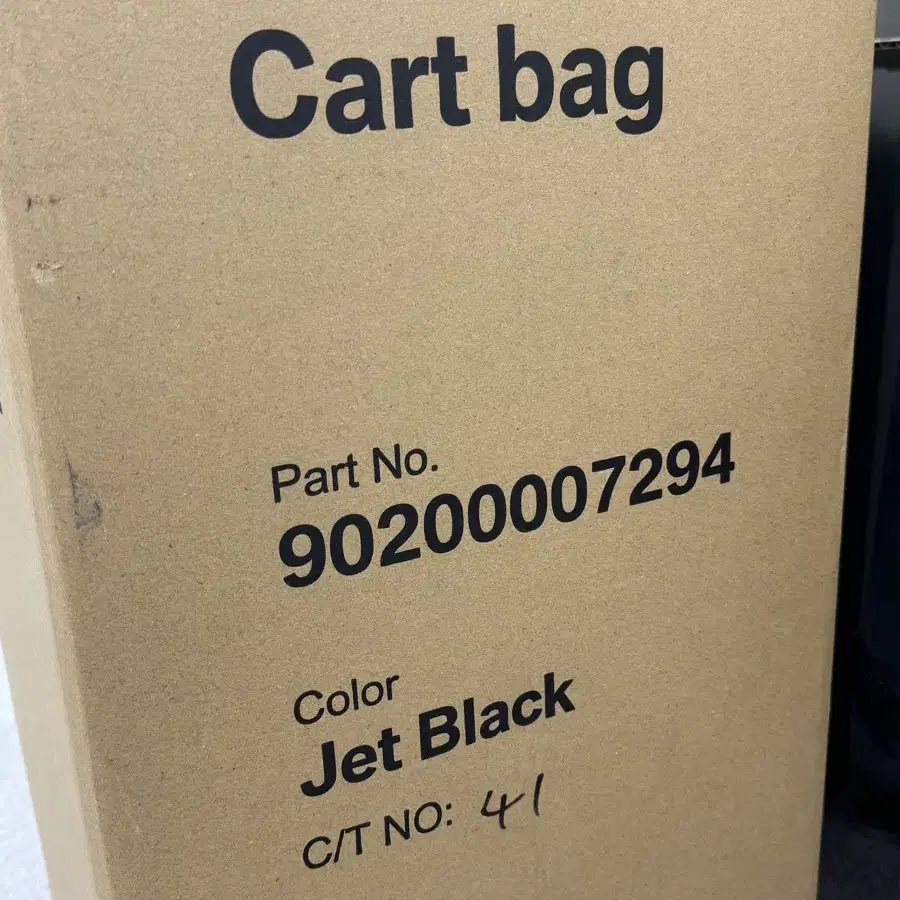 Cart bag
Part No.
90200007294
Color
Jet Black
C/T NO: 41